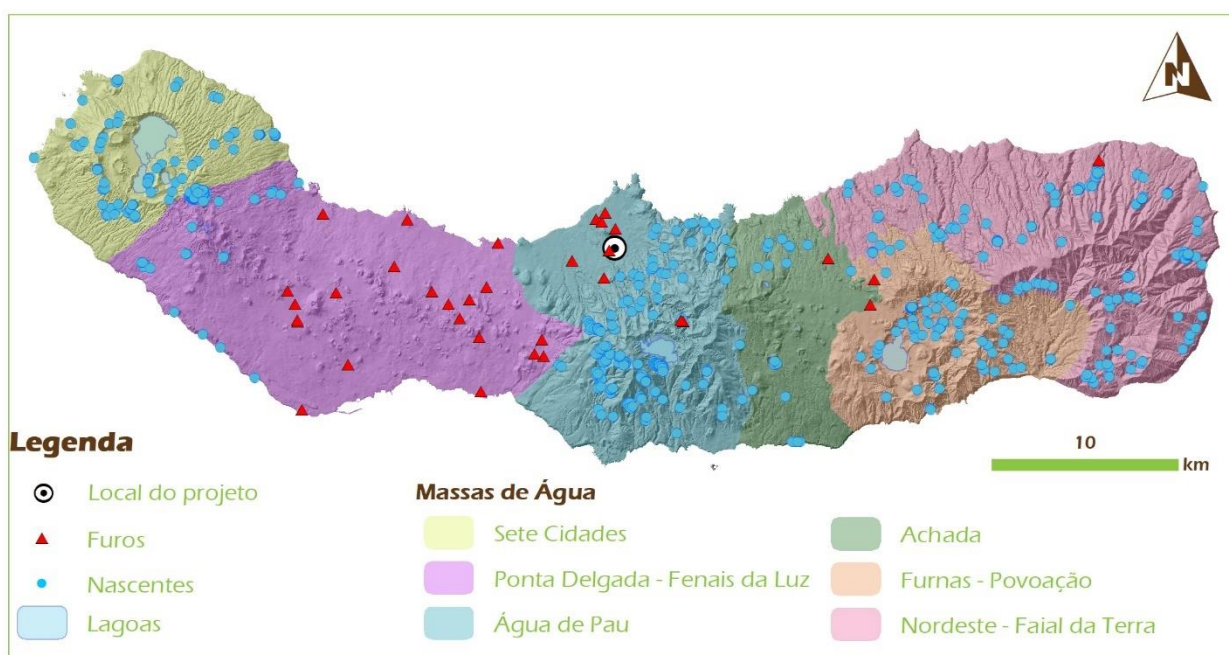 N
10
km
Legenda
Local do projeto
Furos
Nascentes
Lagoas
Massas de Água
Sete Cidades
Ponta Delgada - Fenais da Luz
Água de Pau
Achada
Furnas - Povoação
Nordeste - Faial da Terra